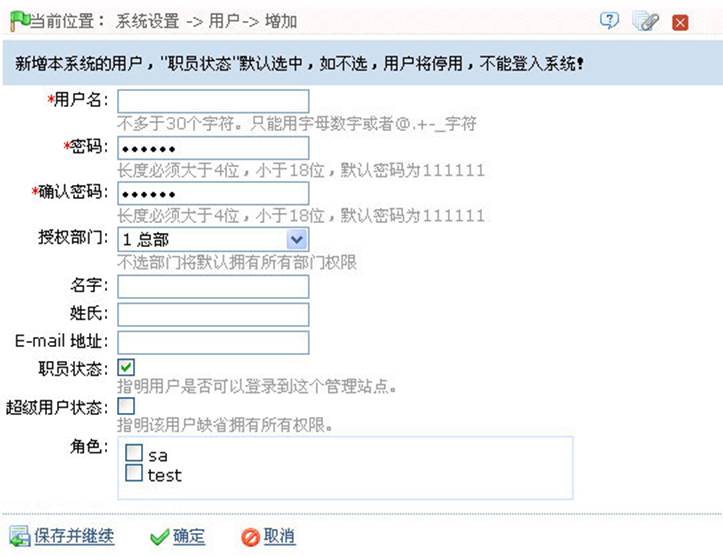 当前位置： 系统设置 -> 用户-> 增加
新增本系统的用户，"职员状态"默认选中，如不选，用户将停用，不能登入系统!
*用户名:
不多于30个字符。只能用字母数字或者@.+-_字符
*密码: ••••••
长度必须大于4位，小于18位，默认密码为111111
*确认密码: ••••••
长度必须大于4位，小于18位，默认密码为111111
授权部门: 1 总部
不选部门将默认拥有所有部门权限
名字:
姓氏:
E-mail 地址:
职员状态:
指明用户是否可以登录到这个管理站点。
超级用户状态:
指明该用户缺省拥有所有权限。
角色:
sa
test
保存并继续 确定 取消